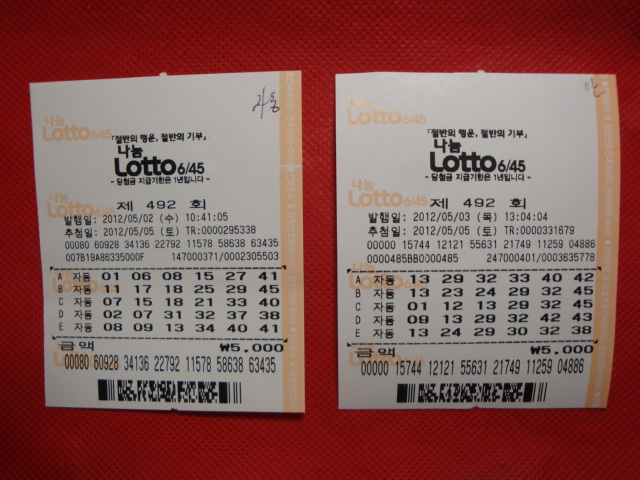 자동
나눔
Lotto 6/45
「절반의 행운, 절반의 기부」
나눔
Lotto 6/45
- 당첨금 지급기한은 1년입니다 -
나눔
Lotto 6/45
제 492 회
발행일: 2012/05/02 (수) 10:41:05
추첨일: 2012/05/05 (토) TR:0000295338
00080 60928 34136 22792 11578 58638 63435
007B19A86335000F 147000371/0002305503
A 자동 01 06 08 15 27 41
B 자동 11 17 18 25 29 45
C 자동 07 15 18 21 33 40
D 자동 02 07 31 32 37 38
E 자동 08 09 13 34 40 41
금액 ₩5,000
00080 60928 34136 22792 11578 58638 63435
나눔
Lotto 6/45
「절반의 행운, 절반의 기부」
나눔
Lotto 6/45
- 당첨금 지급기한은 1년입니다 -
나눔
Lotto 6/45
제 492 회
발행일: 2012/05/03 (목) 13:04:04
추첨일: 2012/05/05 (토) TR:0000331679
00000 15744 12121 55631 21749 11259 04886
0000485BB0000485 247000401/0003635778
A 자동 13 29 32 33 40 42
B 자동 13 23 24 29 32 45
C 자동 01 12 13 29 32 45
D 자동 09 13 29 32 42 43
E 자동 13 24 29 30 32 38
금액 ₩5,000
00000 15744 12121 55631 21749 11259 04886